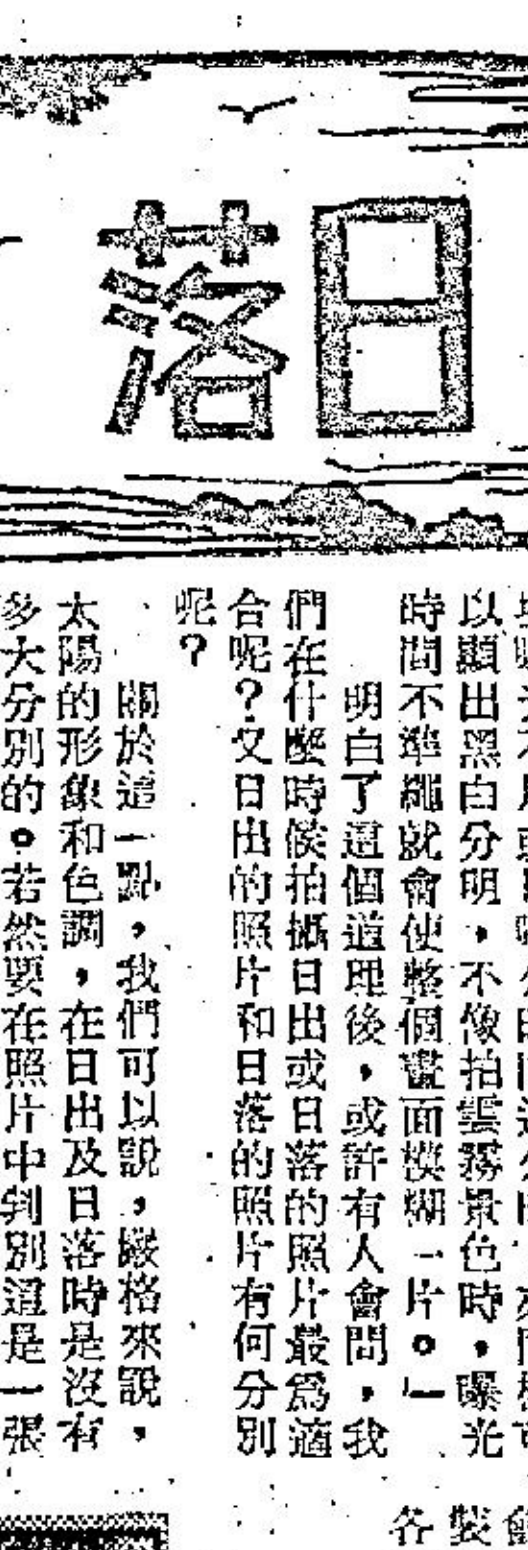 日落
以顯出黑白分明，不像拍雲霧景色時，曝光
時間不準繩就會使整個畫面模糊一片。」
明白了這個道理後，或許有人會問，我
們在什麼時候拍攝日出或日落的照片最爲適
合呢？又日出的照片和日落的照片有何分別
呢？
關於這一點，我們可以說，嚴格來說，
太陽的形象和色調，在日出及日落時是沒有
多大分別的。若然要在照片中判別這是一張
裝
各